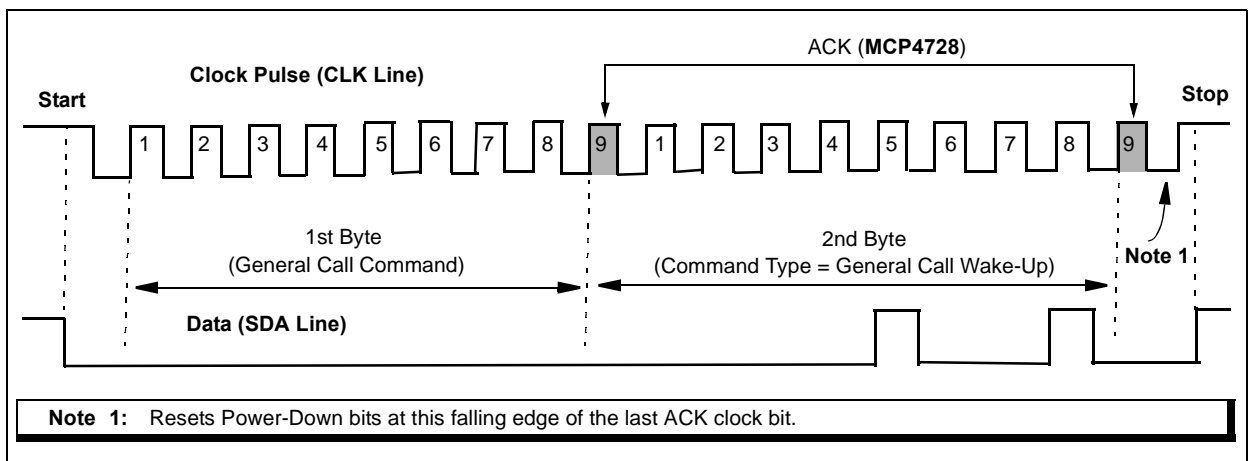 ACK (MCP4728)
Clock Pulse (CLK Line)
Start
Stop
1 2 3 4 5 6 7 8 9 1 2 3 4 5 6 7 8 9
1st Byte
(General Call Command)
2nd Byte
(Command Type = General Call Wake-Up)
Note 1
Data (SDA Line)
Note 1: Resets Power-Down bits at this falling edge of the last ACK clock bit.